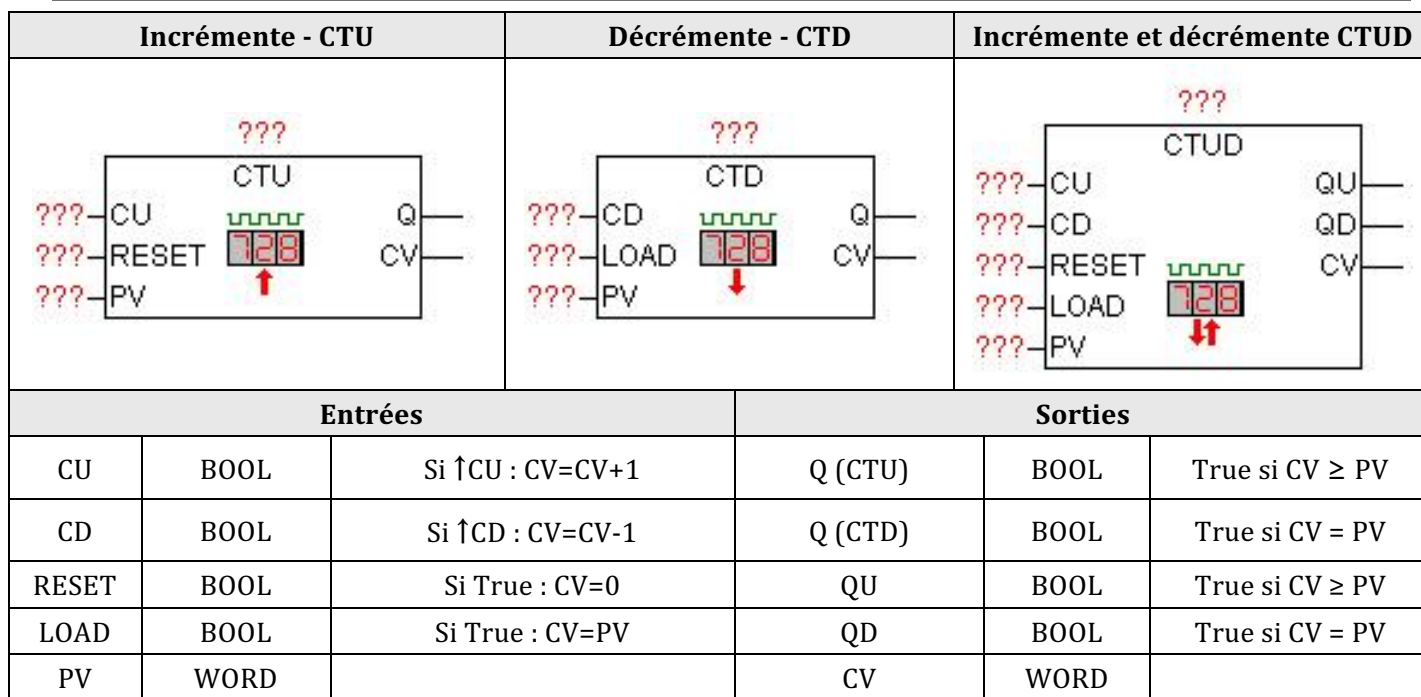 Incrémente - CTU Décrémente - CTD Incrémente et décrémente CTUD
???
CTU
???-CU Q
???-RESET 728 CV
???-PV
???
CTD
???-CD Q
???-LOAD 728 CV
???-PV
???
CTUD
???-CU QU
???-CD QD
???-RESET CV
???-LOAD 728
???-PV
Entrées Sorties
CU BOOL Si ↑CU : CV=CV+1 Q (CTU) BOOL True si CV ≥ PV
CD BOOL Si ↑CD : CV=CV-1 Q (CTD) BOOL True si CV = PV
RESET BOOL Si True : CV=0 QU BOOL True si CV ≥ PV
LOAD BOOL Si True : CV=PV QD BOOL True si CV = PV
PV WORD CV WORD